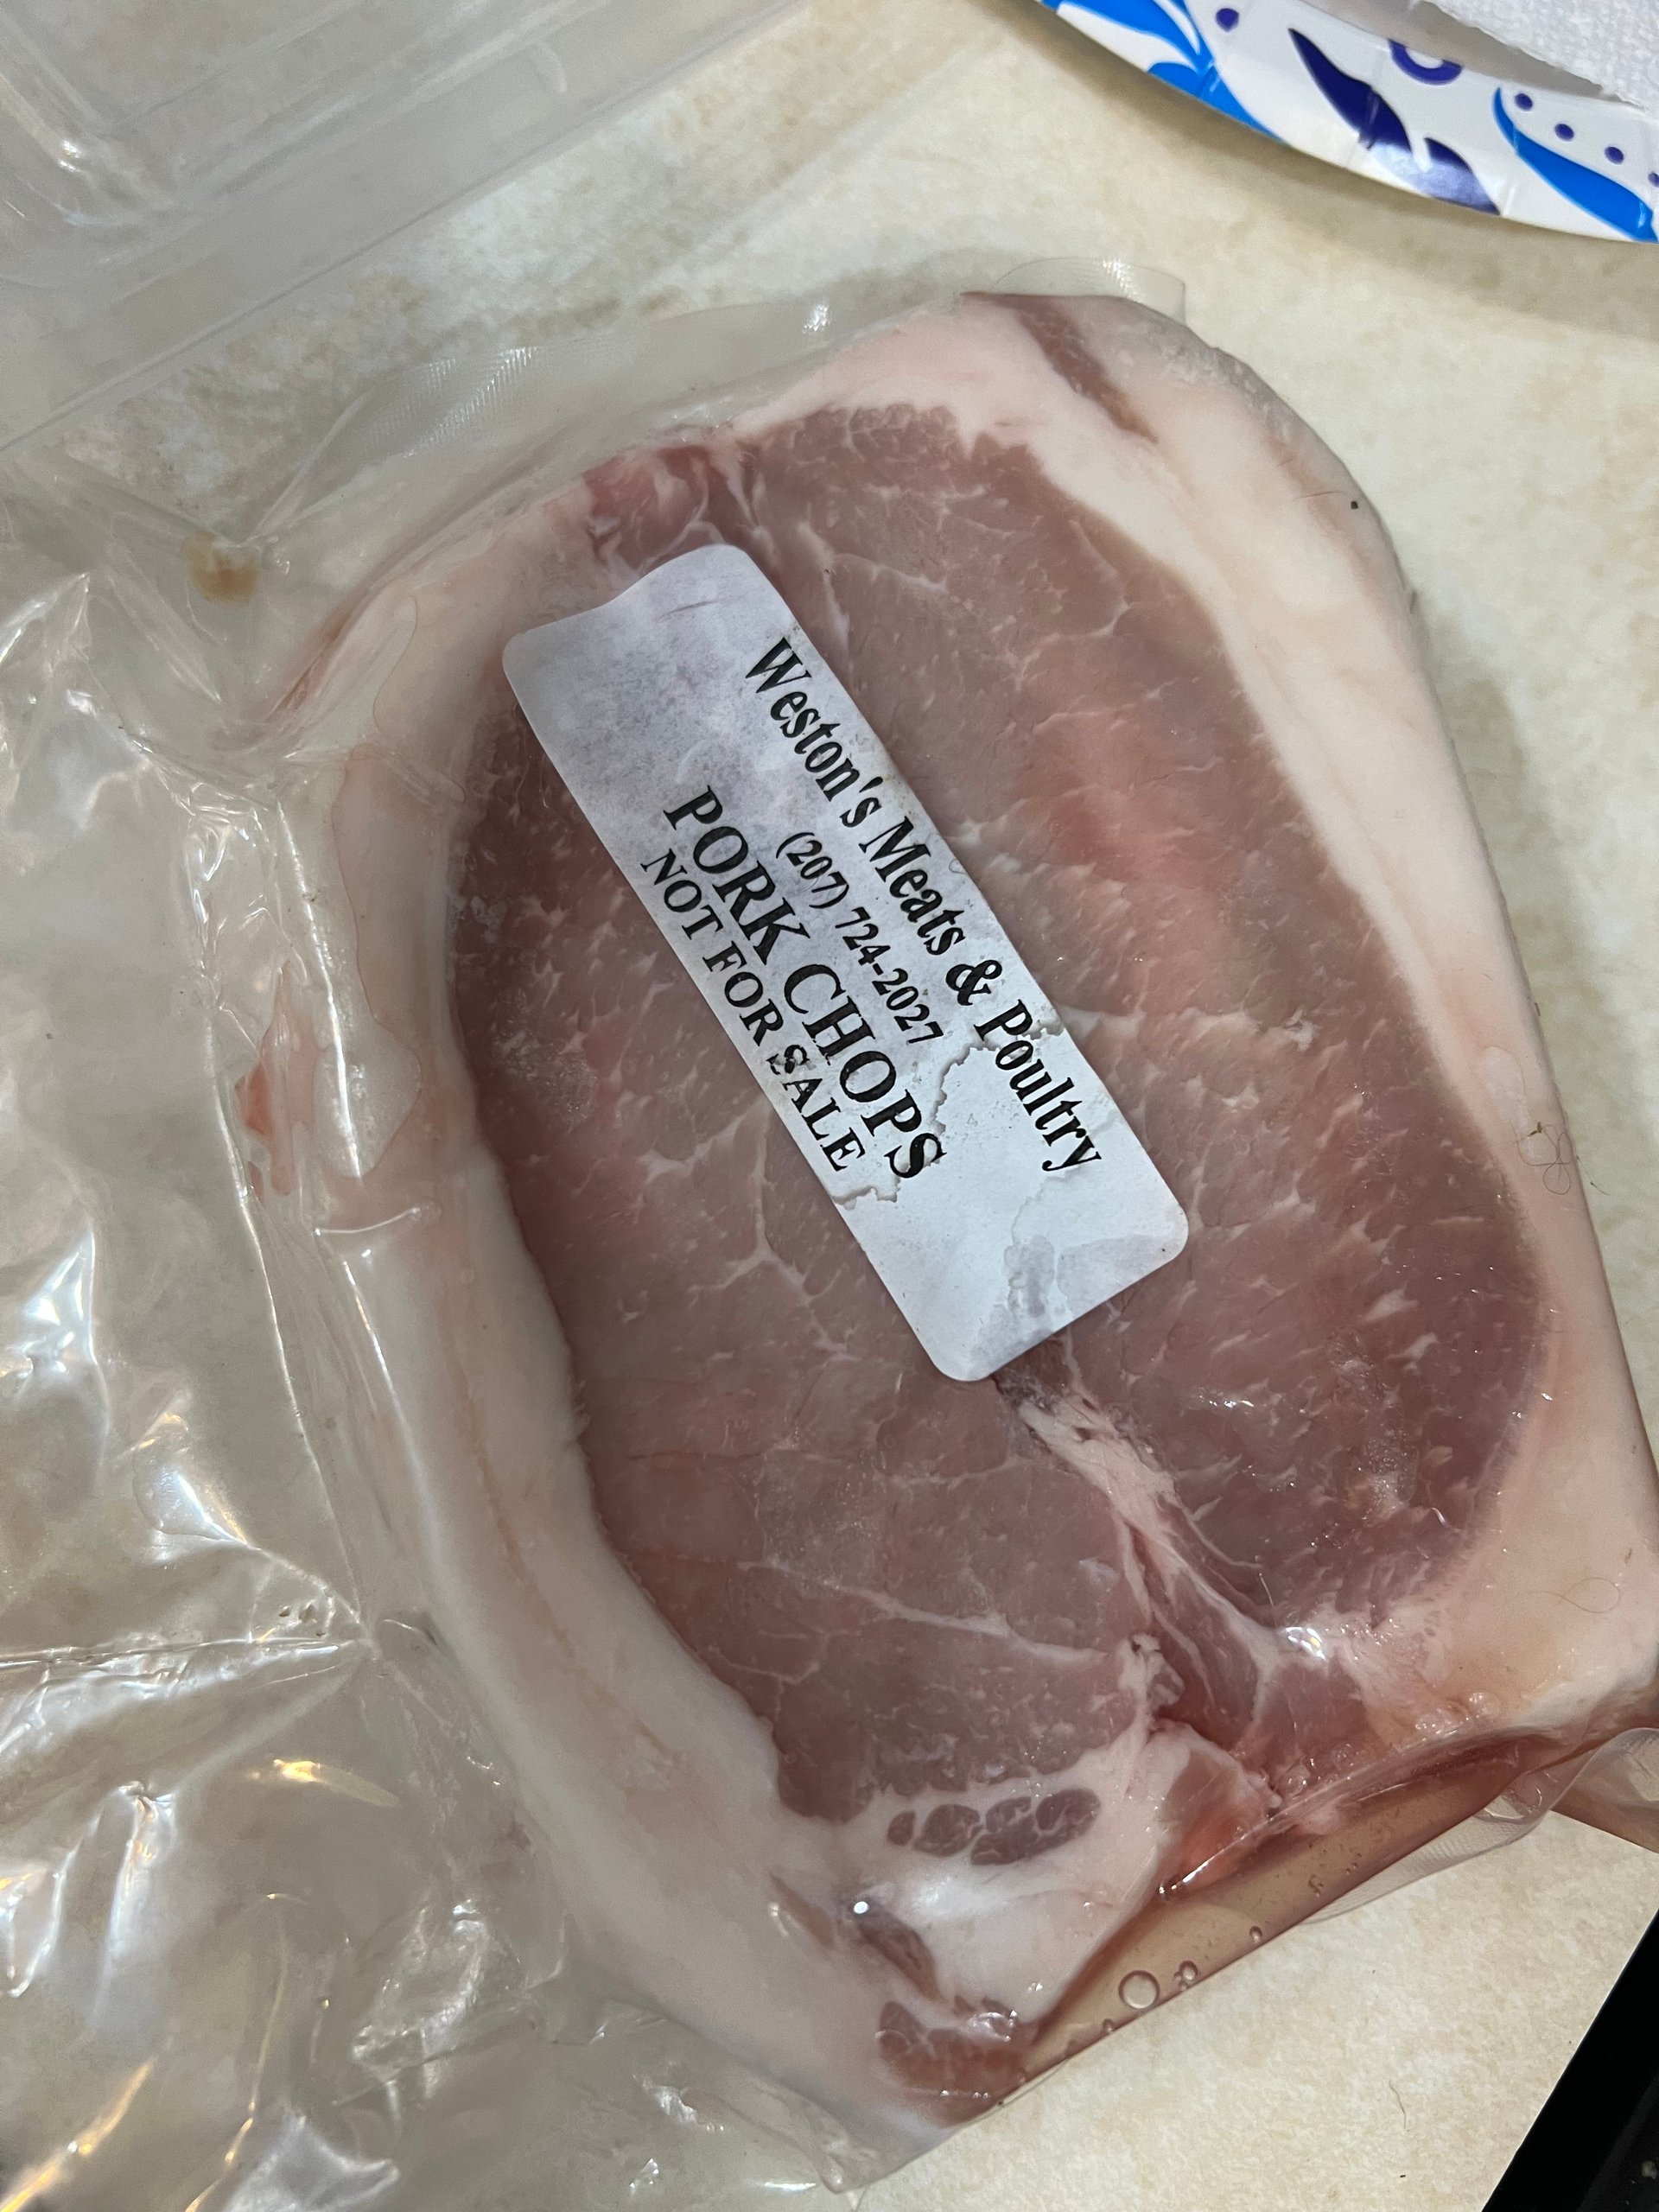 Weston's Meats & Poultry
(207) 724-2027
PORK CHOPS
NOT FOR SALE